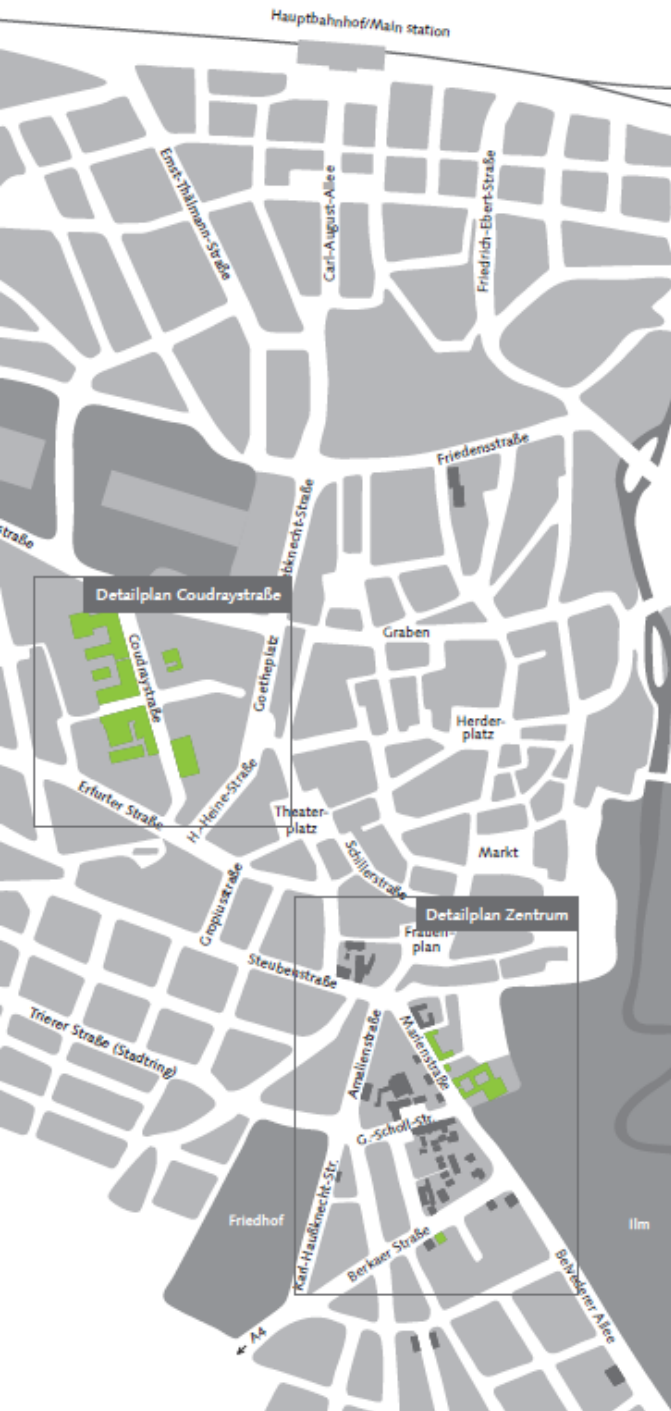 Hauptbahnhof/Main station
Ernst-Thälmann-Straße
Carl-August-Allee
Friedrich-Ebert-Straße
Friedensstraße
straße
bknecht-Straße
Detailplan Coudraystraße
Coudraystraße
Goetheplatz
Graben
Herder-
platz
Erfurter Straße
H.-Heine-Straße
Theater-
platz
Schillerstraße
Markt
Gropiusstraße
Detailplan Zentrum
Frauen-
plan
Steubenstraße
Trierer Straße (Stadtring)
Amalienstraße
Marienstraße
G.-Scholl-Str.
Karl-Haußknecht-Str.
Friedhof
Ilm
Berkaer Straße
Belvederer Allee
A4